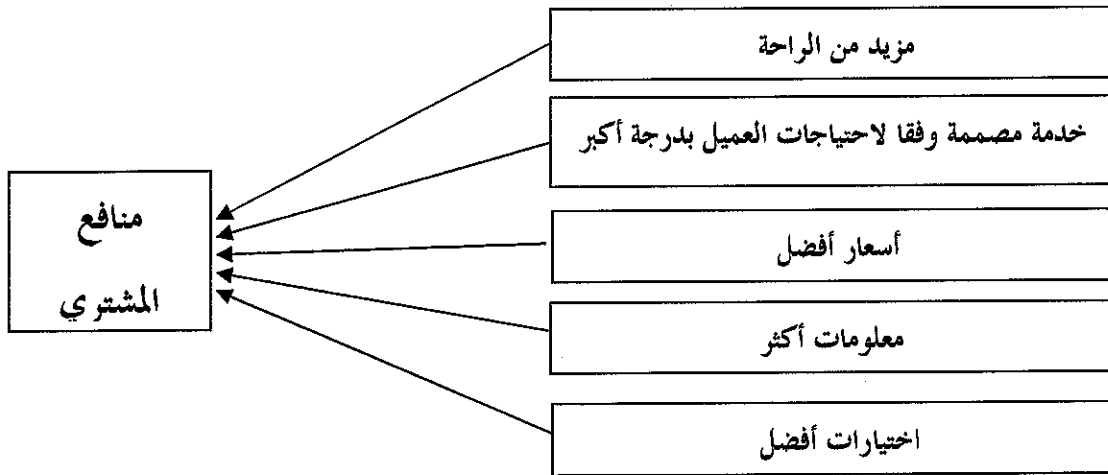 مزيد من الراحة
خدمة مصممة وفقا لاحتياجات العميل بدرجة أكبر
منافع
المشتري
أسعار أفضل
معلومات أكثر
اختيارات أفضل